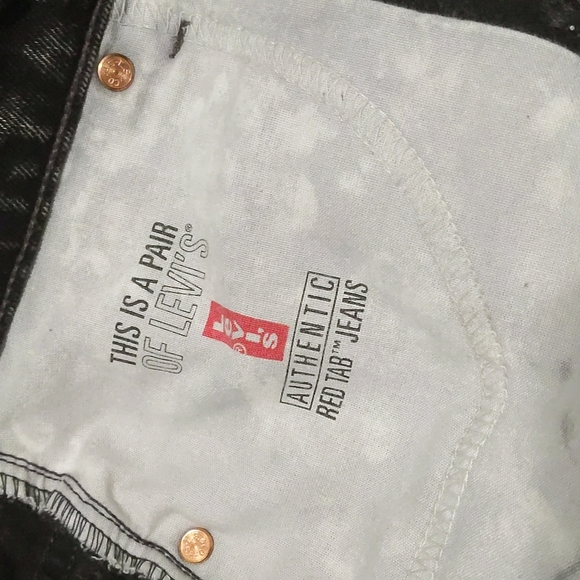 THIS IS A PAIR
OF LEVI'S®
Levi's®
AUTHENTIC
RED TAB™ JEANS